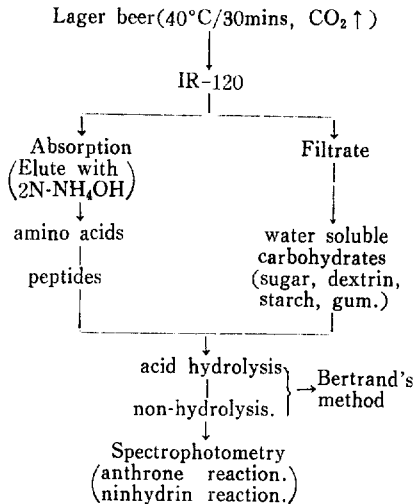 Lager beer(40°C/30mins, CO₂↑)
IR-120
Absorption
(Elute with
2N-NH₄OH)
amino acids
peptides
Filtrate
water soluble
carbohydrates
(sugar, dextrin,
starch, gum.)
acid hydrolysis
non-hydrolysis.
Bertrand's
method
Spectrophotometry
(anthrone reaction.
ninhydrin reaction.)